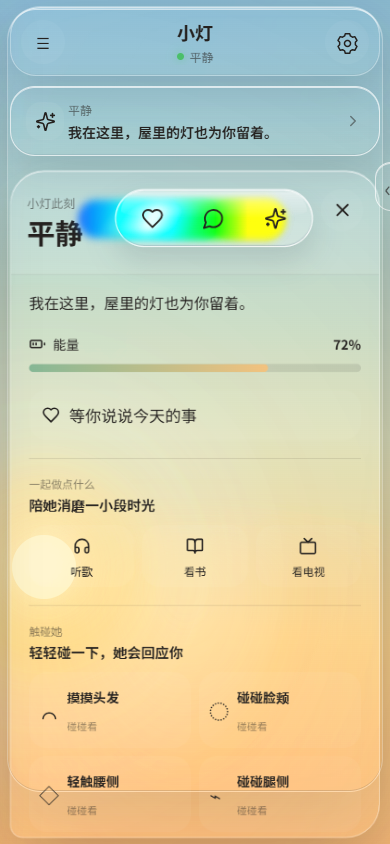 小灯
平静
平静
我在这里，屋里的灯也为你留着。
小灯此刻
平静
我在这里，屋里的灯也为你留着。
能量 72%
等你说说今天的事
一起做点什么
陪她消磨一小段时光
听歌 看书 看电视
触碰她
轻轻碰一下，她会回应你
摸摸头发 碰碰脸颊
碰碰看 碰碰看
轻触腰侧 碰碰腿侧
碰碰看 碰碰看